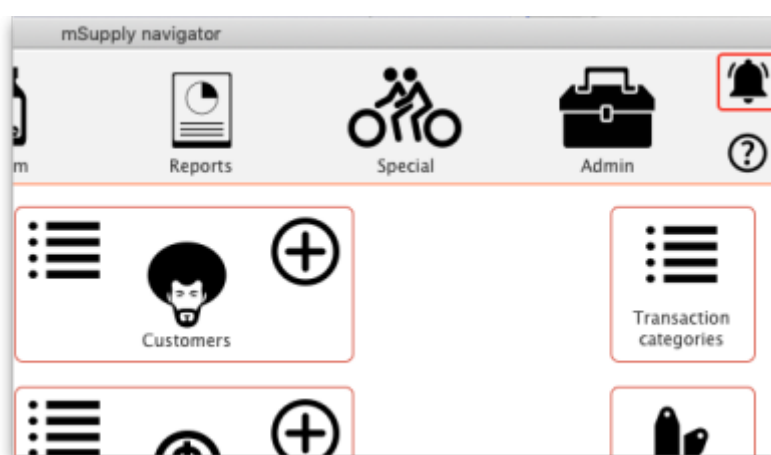 mSupply navigator
m
Reports
Special
Admin
Customers
Transaction
categories